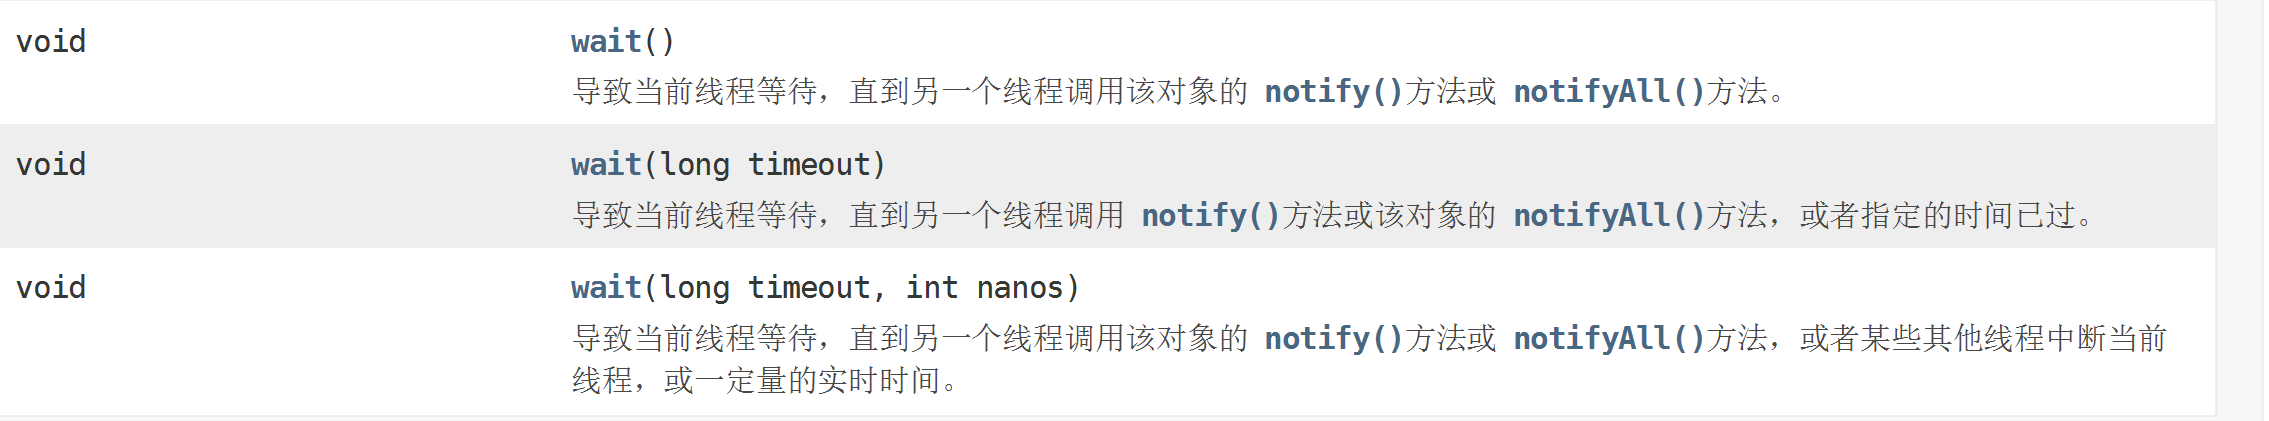 void wait()
导致当前线程等待，直到另一个线程调用该对象的 notify()方法或 notifyAll()方法。
void wait(long timeout)
导致当前线程等待，直到另一个线程调用 notify()方法或该对象的 notifyAll()方法，或者指定的时间已过。
void wait(long timeout, int nanos)
导致当前线程等待，直到另一个线程调用该对象的 notify()方法或 notifyAll()方法，或者某些其他线程中断当前
线程，或一定量的实时时间。